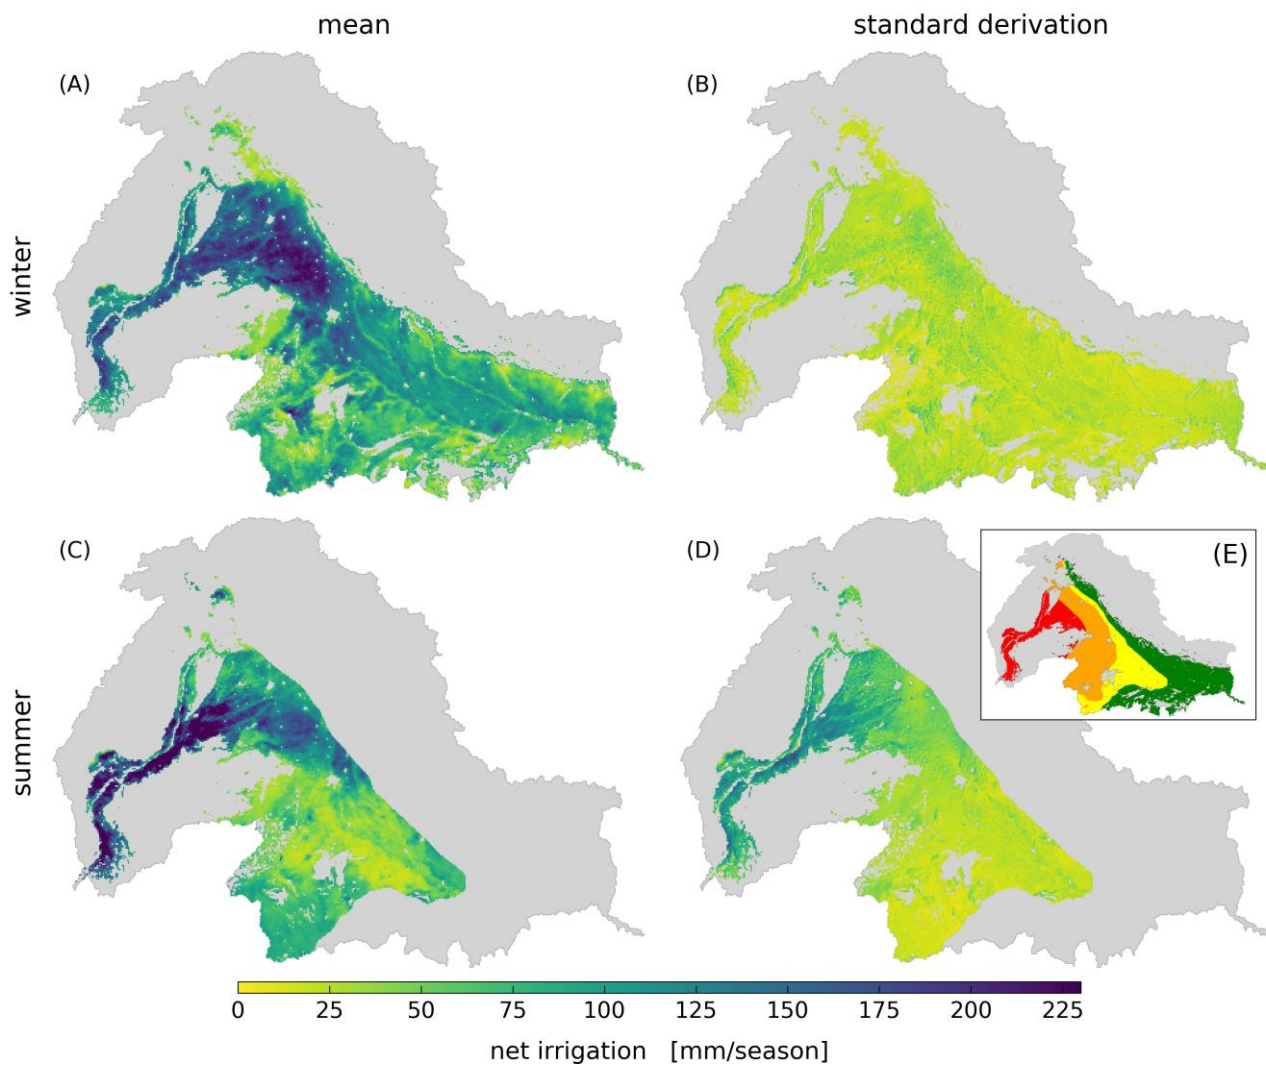 mean
standard derivation
(A)
(B)
winter
(C)
(D)
(E)
summer
0 25 50 75 100 125 150 175 200 225
net irrigation [mm/season]